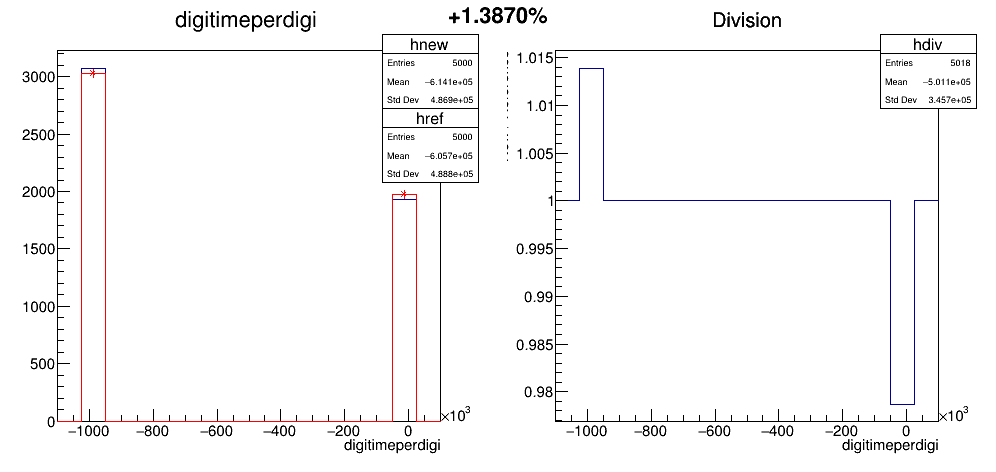 digitimeperdigi
+1.3870%
Division
hnew
Entries 5000
Mean −6.141e+05
Std Dev 4.869e+05
href
Entries 5000
Mean −6.057e+05
Std Dev 4.888e+05
3000
2500
2000
1500
1000
500
0
−1000 −800 −600 −400 −200 0
×10³
digitimeperdigi
hdiv
Entries 5018
Mean −5.011e+05
Std Dev 3.457e+05
1.015
1.01
1.005
1
0.995
0.99
0.985
0.98
−1000 −800 −600 −400 −200 0
×10³
digitimeperdigi